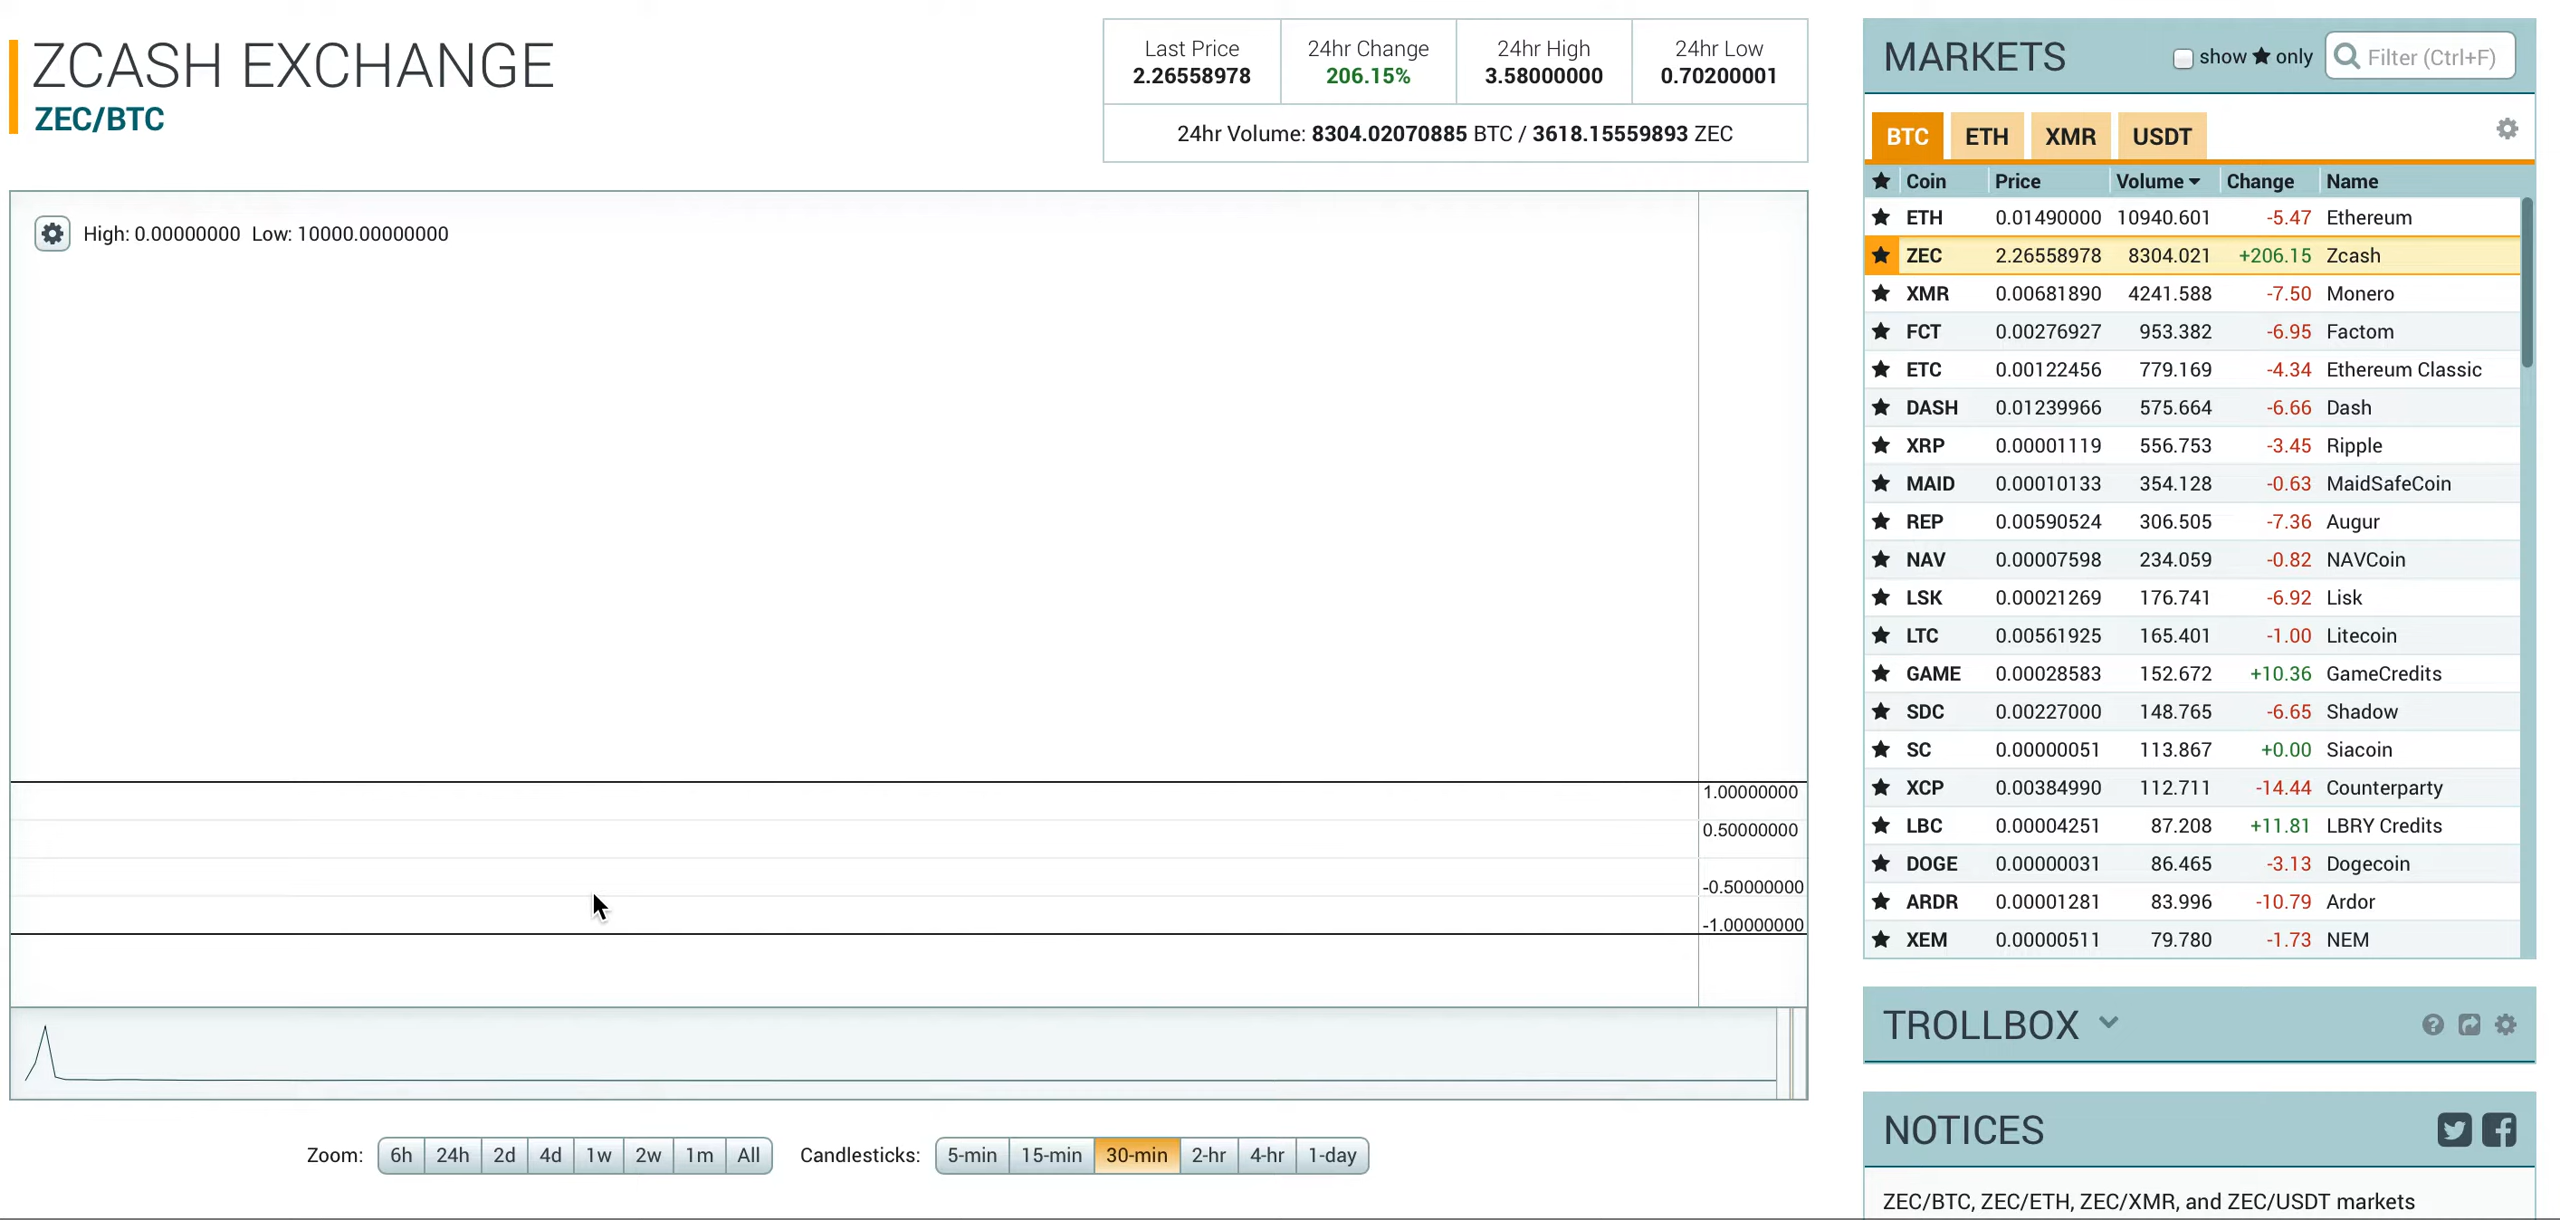 ZCASH EXCHANGE
ZEC/BTC
Last Price 24hr Change 24hr High 24hr Low
2.26558978 206.15% 3.58000000 0.70200001
24hr Volume: 8304.02070885 BTC / 3618.15559893 ZEC
High: 0.00000000 Low: 10000.00000000
1.00000000
0.50000000
-0.50000000
-1.00000000
Zoom: 6h 24h 2d 4d 1w 2w 1m All Candlesticks: 5-min 15-min 30-min 2-hr 4-hr 1-day
MARKETS show ★ only Filter (Ctrl+F)
BTC ETH XMR USDT
★ Coin Price Volume Change Name
★ ETH 0.01490000 10940.601 -5.47 Ethereum
★ ZEC 2.26558978 8304.021 +206.15 Zcash
★ XMR 0.00681890 4241.588 -7.50 Monero
★ FCT 0.00276927 953.382 -6.95 Factom
★ ETC 0.00122456 779.169 -4.34 Ethereum Classic
★ DASH 0.01239966 575.664 -6.66 Dash
★ XRP 0.00001119 556.753 -3.45 Ripple
★ MAID 0.00010133 354.128 -0.63 MaidSafeCoin
★ REP 0.00590524 306.505 -7.36 Augur
★ NAV 0.00007598 234.059 -0.82 NAVCoin
★ LSK 0.00021269 176.741 -6.92 Lisk
★ LTC 0.00561925 165.401 -1.00 Litecoin
★ GAME 0.00028583 152.672 +10.36 GameCredits
★ SDC 0.00227000 148.765 -6.65 Shadow
★ SC 0.00000051 113.867 +0.00 Siacoin
★ XCP 0.00384990 112.711 -14.44 Counterparty
★ LBC 0.00004251 87.208 +11.81 LBRY Credits
★ DOGE 0.00000031 86.465 -3.13 Dogecoin
★ ARDR 0.00001281 83.996 -10.79 Ardor
★ XEM 0.00000511 79.780 -1.73 NEM
TROLLBOX
NOTICES
ZEC/BTC, ZEC/ETH, ZEC/XMR, and ZEC/USDT markets